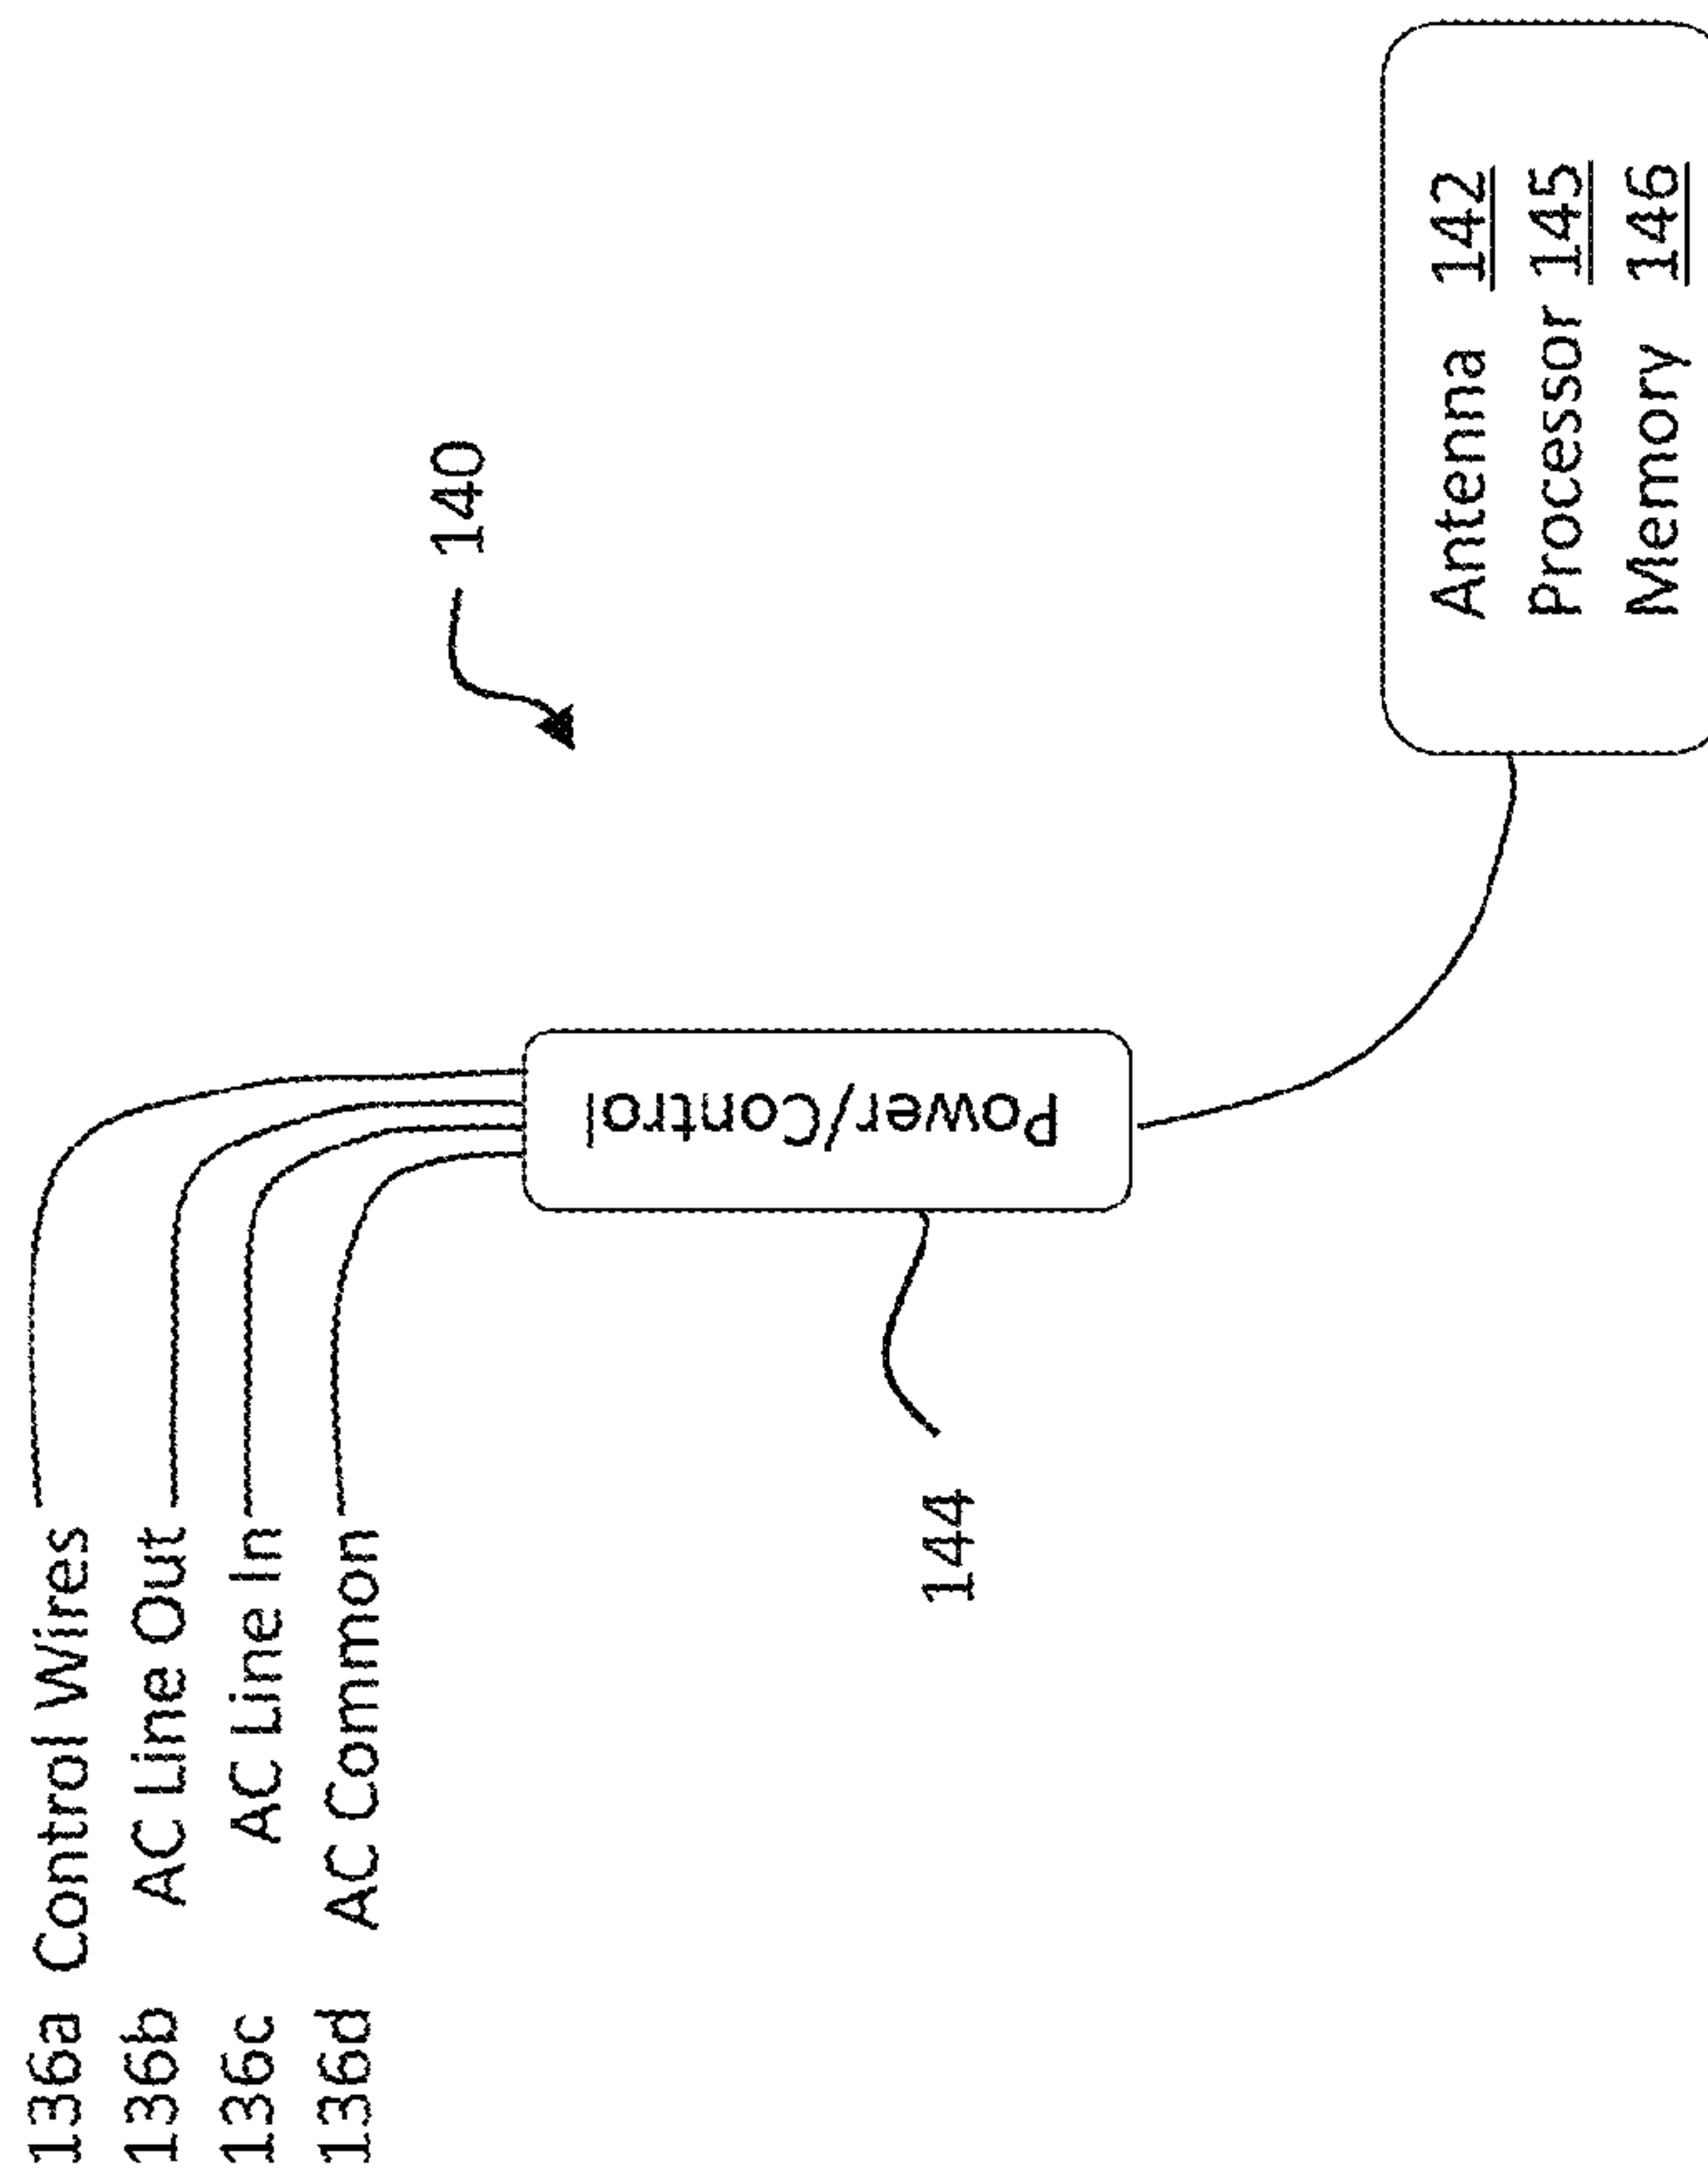 136a Control Wires
136b AC Line Out
136c AC Line In
136d AC Common
140
Power/Control
144
Antenna 142
Processor 145
Memory 146